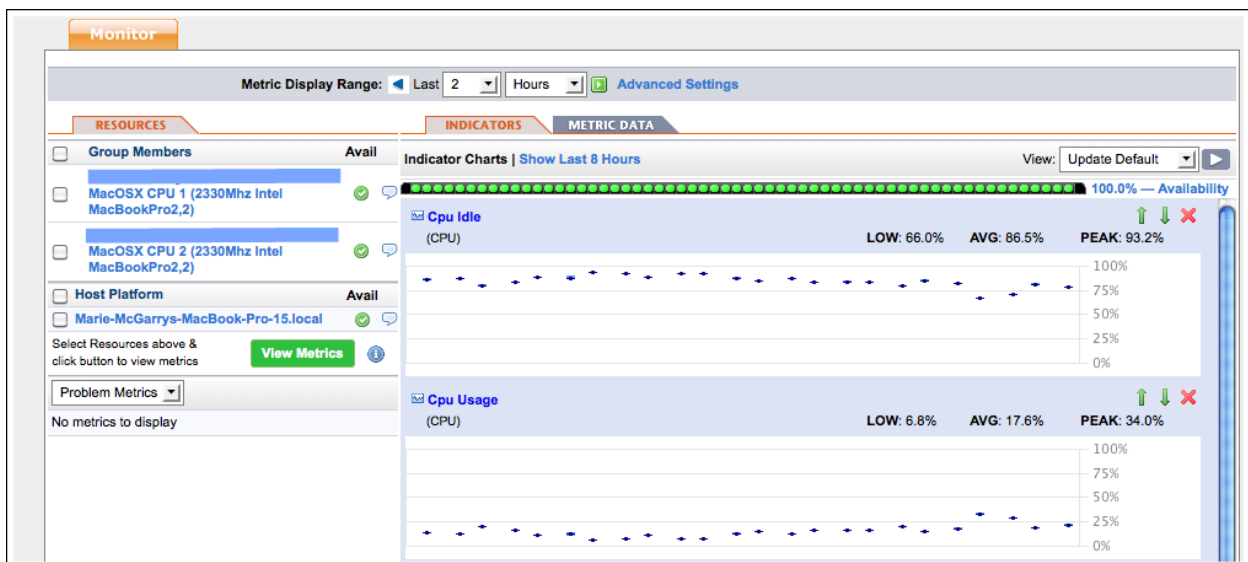 Monitor
Metric Display Range: Last 2 Hours Advanced Settings
RESOURCES
Group Members Avail
MacOSX CPU 1 (2330Mhz Intel
MacBookPro2,2)
MacOSX CPU 2 (2330Mhz Intel
MacBookPro2,2)
Host Platform Avail
Marie-McGarrys-MacBook-Pro-15.local
Select Resources above &
click button to view metrics
View Metrics
Problem Metrics
No metrics to display
INDICATORS METRIC DATA
Indicator Charts | Show Last 8 Hours View: Update Default
100.0% — Availability
Cpu Idle
(CPU) LOW: 66.0% AVG: 86.5% PEAK: 93.2%
100%
75%
50%
25%
0%
Cpu Usage
(CPU) LOW: 6.8% AVG: 17.6% PEAK: 34.0%
100%
75%
50%
25%
0%